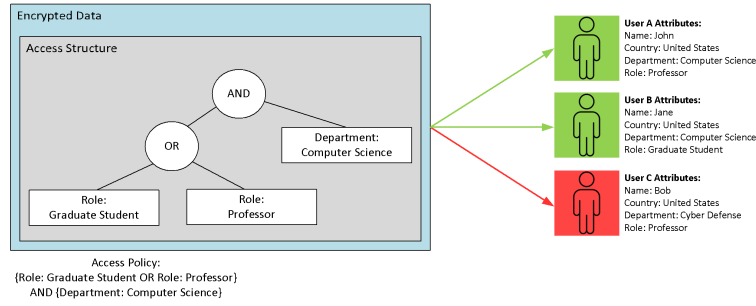 Encrypted Data
Access Structure
AND
OR
Department:
Computer Science
Role:
Graduate Student
Role:
Professor
Access Policy:
{Role: Graduate Student OR Role: Professor}
AND {Department: Computer Science}
User A Attributes:
Name: John
Country: United States
Department: Computer Science
Role: Professor
User B Attributes:
Name: Jane
Country: United States
Department: Computer Science
Role: Graduate Student
User C Attributes:
Name: Bob
Country: United States
Department: Cyber Defense
Role: Professor